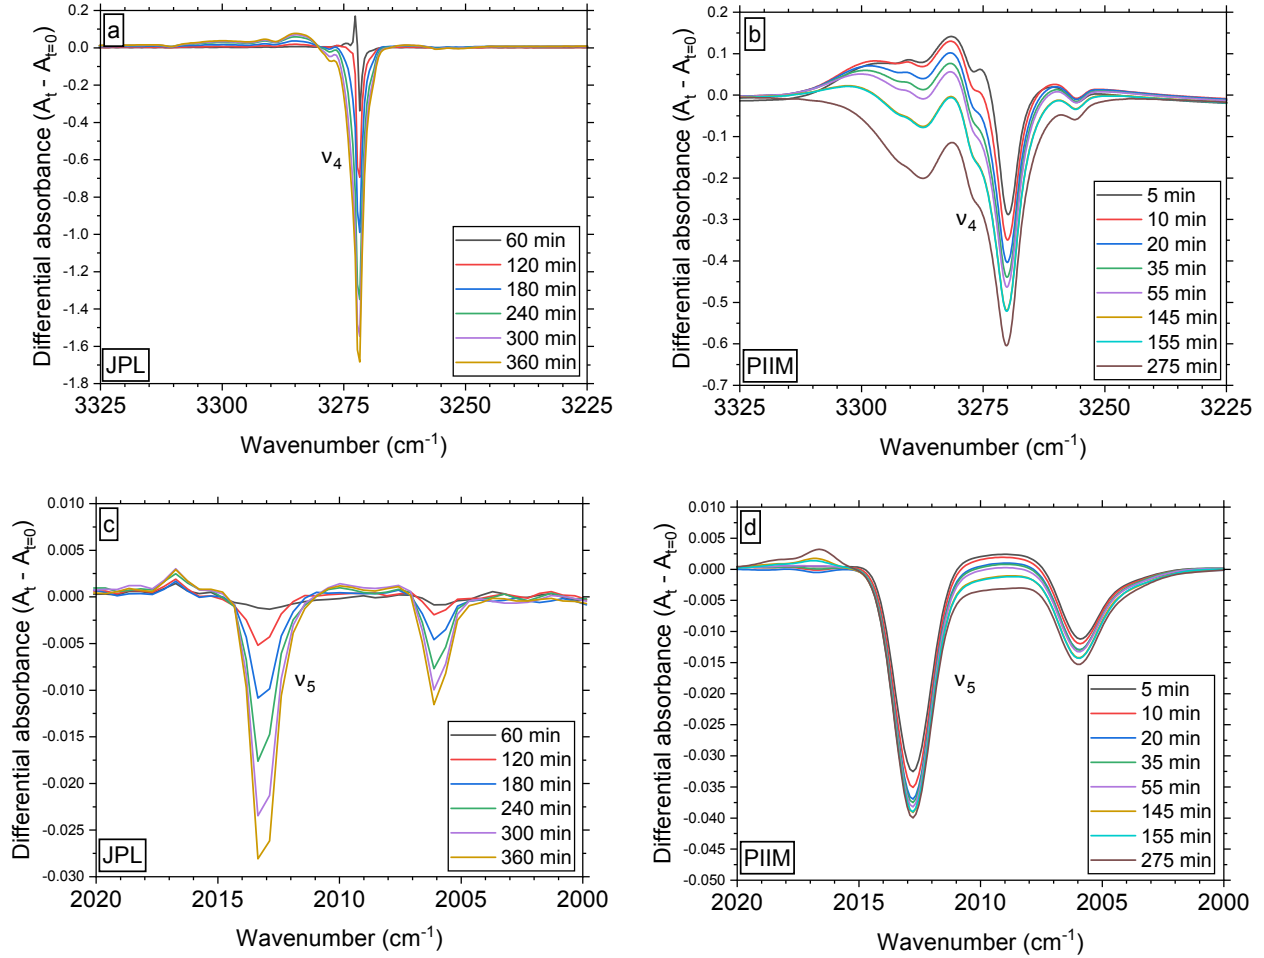 a
Differential absorbance (A_t - A_t=0)
0.2
0.0
-0.2
-0.4
-0.6
-0.8
-1.0
-1.2
-1.4
-1.6
-1.8
ν4
60 min
120 min
180 min
240 min
300 min
360 min
JPL
3325 3300 3275 3250 3225
Wavenumber (cm-1)
b
Differential absorbance (A_t - A_t=0)
0.2
0.1
0.0
-0.1
-0.2
-0.3
-0.4
-0.5
-0.6
-0.7
ν4
5 min
10 min
20 min
35 min
55 min
145 min
155 min
275 min
PIIM
3325 3300 3275 3250 3225
Wavenumber (cm-1)
c
Differential absorbance (A_t - A_t=0)
0.010
0.005
0.000
-0.005
-0.010
-0.015
-0.020
-0.025
-0.030
ν5
60 min
120 min
180 min
240 min
300 min
360 min
JPL
2020 2015 2010 2005 2000
Wavenumber (cm-1)
d
Differential absorbance (A_t - A_t=0)
0.010
0.005
0.000
-0.005
-0.010
-0.015
-0.020
-0.025
-0.030
-0.035
-0.040
-0.045
-0.050
ν5
5 min
10 min
20 min
35 min
55 min
145 min
155 min
275 min
PIIM
2020 2015 2010 2005 2000
Wavenumber (cm-1)